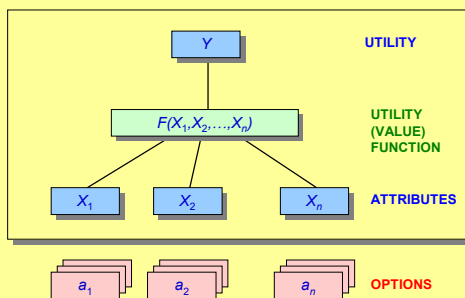 Y UTILITY
F(X₁,X₂,…,Xₙ) UTILITY
(VALUE)
FUNCTION
X₁ X₂ Xₙ ATTRIBUTES
a₁ a₂ aₙ OPTIONS